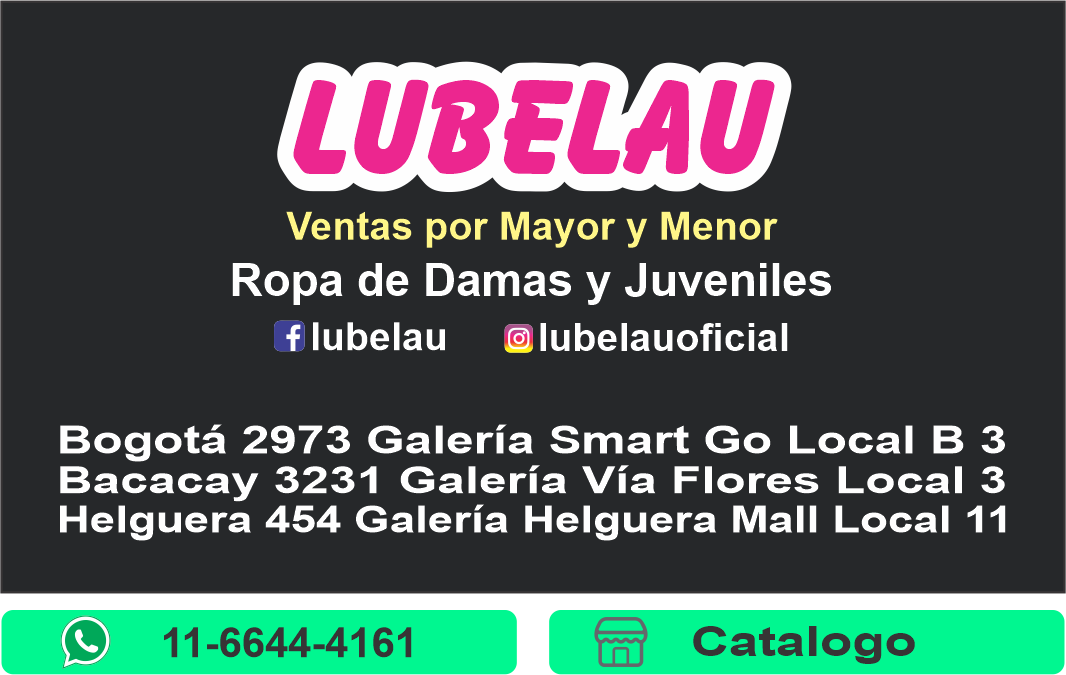 LUBELAU
Ventas por Mayor y Menor
Ropa de Damas y Juveniles
lubelau lubelauoficial
Bogotá 2973 Galería Smart Go Local B 3
Bacacay 3231 Galería Vía Flores Local 3
Helguera 454 Galería Helguera Mall Local 11
11-6644-4161 Catalogo